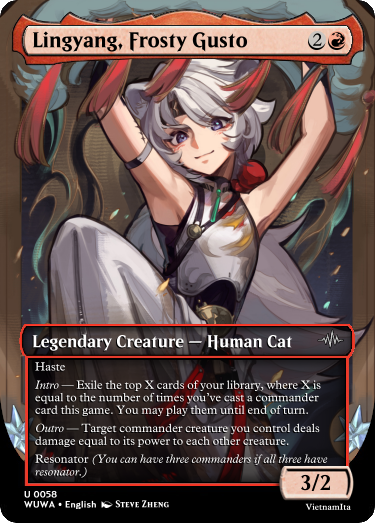 Lingyang, Frosty Gusto 2
Legendary Creature — Human Cat
Haste
Intro — Exile the top X cards of your library, where X is
equal to the number of times you've cast a commander
card this game. You may play them until end of turn.
Outro — Target commander creature you control deals
damage equal to its power to each other creature.
Resonator (You can have three commanders if all three have
resonator.)
3/2
U 0058
WUWA • English Steve Zheng
VietnamIta